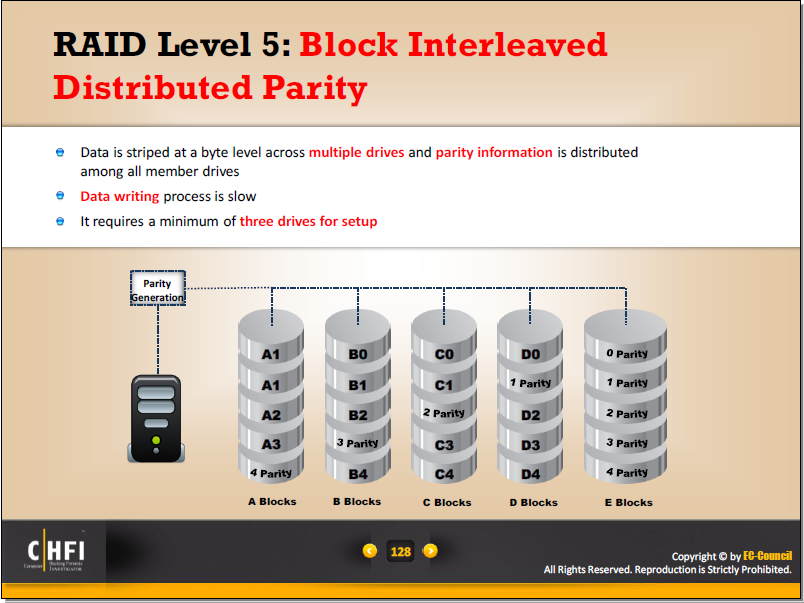 RAID Level 5: Block Interleaved
Distributed Parity
Data is striped at a byte level across multiple drives and parity information is distributed
among all member drives
Data writing process is slow
It requires a minimum of three drives for setup
Parity
Generation
A1 B0 C0 D0 0 Parity
A1 B1 C1 1 Parity 1 Parity
A2 B2 2 Parity D2 2 Parity
A3 3 Parity C3 D3 3 Parity
4 Parity B4 C4 D4 4 Parity
A Blocks B Blocks C Blocks D Blocks E Blocks
CHFI
Computer Hacking Forensic
INVESTIGATOR
128
Copyright © by EC-Council
All Rights Reserved. Reproduction is Strictly Prohibited.